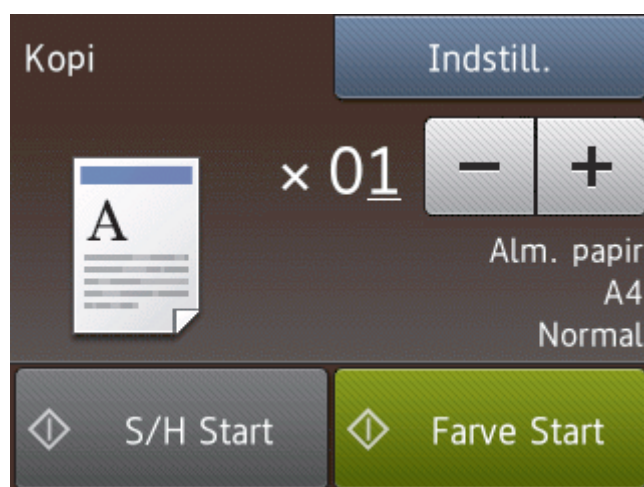 Kopi
Indstill.
× 01
− +
A
Alm. papir
A4
Normal
S/H Start
Farve Start